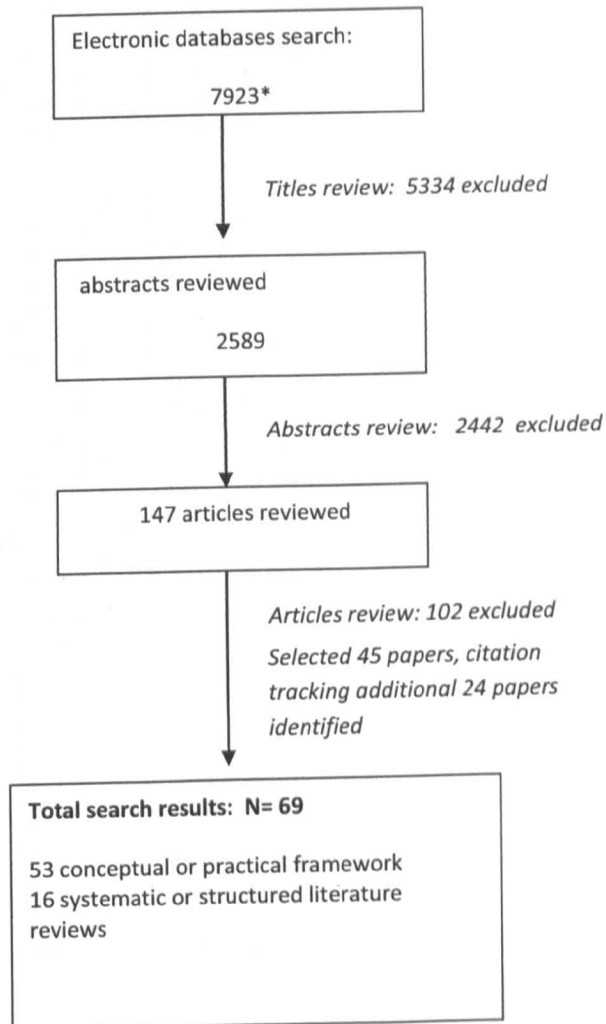 Electronic databases search:
7923*
Titles review: 5334 excluded
abstracts reviewed
2589
Abstracts review: 2442 excluded
147 articles reviewed
Articles review: 102 excluded
Selected 45 papers, citation
tracking additional 24 papers
identified
Total search results: N= 69
53 conceptual or practical framework
16 systematic or structured literature
reviews